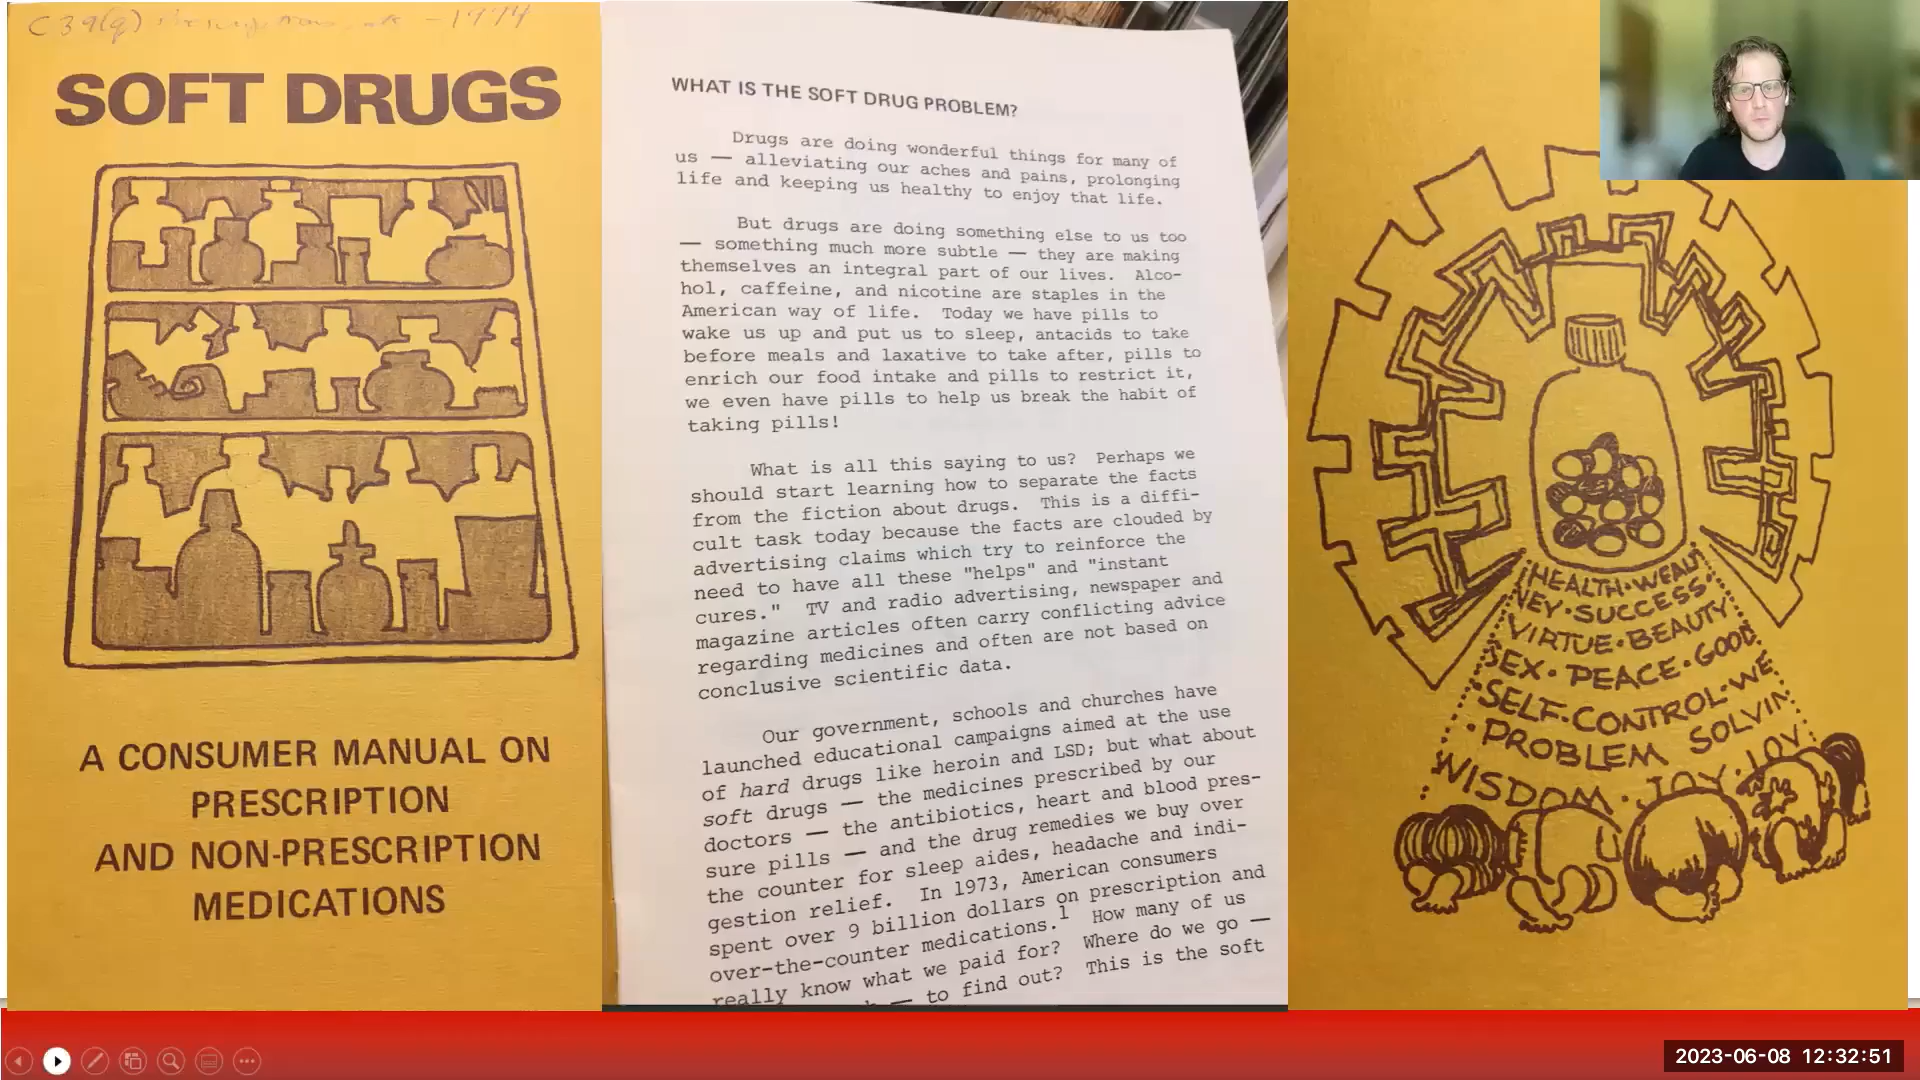 C39(g) - 1974
SOFT DRUGS
A CONSUMER MANUAL ON
PRESCRIPTION
AND NON-PRESCRIPTION
MEDICATIONS
WHAT IS THE SOFT DRUG PROBLEM?
Drugs are doing wonderful things for many of
us — alleviating our aches and pains, prolonging
life and keeping us healthy to enjoy that life.
But drugs are doing something else to us too
— something much more subtle — they are making
themselves an integral part of our lives. Alco-
hol, caffeine, and nicotine are staples in the
American way of life. Today we have pills to
wake us up and put us to sleep, antacids to take
before meals and laxative to take after, pills to
enrich our food intake and pills to restrict it,
we even have pills to help us break the habit of
taking pills!
What is all this saying to us? Perhaps we
should start learning how to separate the facts
from the fiction about drugs. This is a diffi-
cult task today because the facts are clouded by
advertising claims which try to reinforce the
need to have all these "helps" and "instant
cures." TV and radio advertising, newspaper and
magazine articles often carry conflicting advice
regarding medicines and often are not based on
conclusive scientific data.
Our government, schools and churches have
launched educational campaigns aimed at the use
of hard drugs like heroin and LSD; but what about
soft drugs — the medicines prescribed by our
doctors — the antibiotics, heart and blood pres-
sure pills — and the drug remedies we buy over
the counter for sleep aides, headache and indi-
gestion relief. In 1973, American consumers
spent over 9 billion dollars on prescription and
over-the-counter medications.1 How many of us
really know what we paid for? Where do we go —
— to find out? This is the soft
HEALTH·WEAL
NEY·SUCCESS
VIRTUE·BEAUTY
SEX·PEACE·GOOD
SELF-CONTROL·WE
·PROBLEM SOLVIN
WISDOM·JOY·JOY
2023-06-08 12:32:51